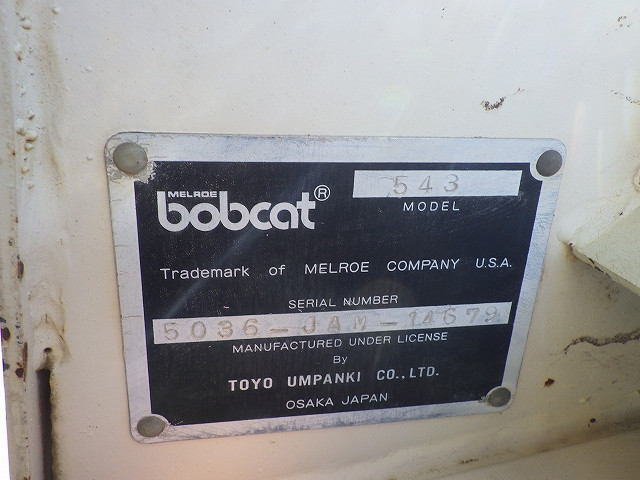 MELROE
bobcat®
543
MODEL
Trademark of MELROE COMPANY U.S.A.
SERIAL NUMBER
5036-JAM-14679
MANUFACTURED UNDER LICENSE
By
TOYO UMPANKI CO.,LTD.
OSAKA JAPAN